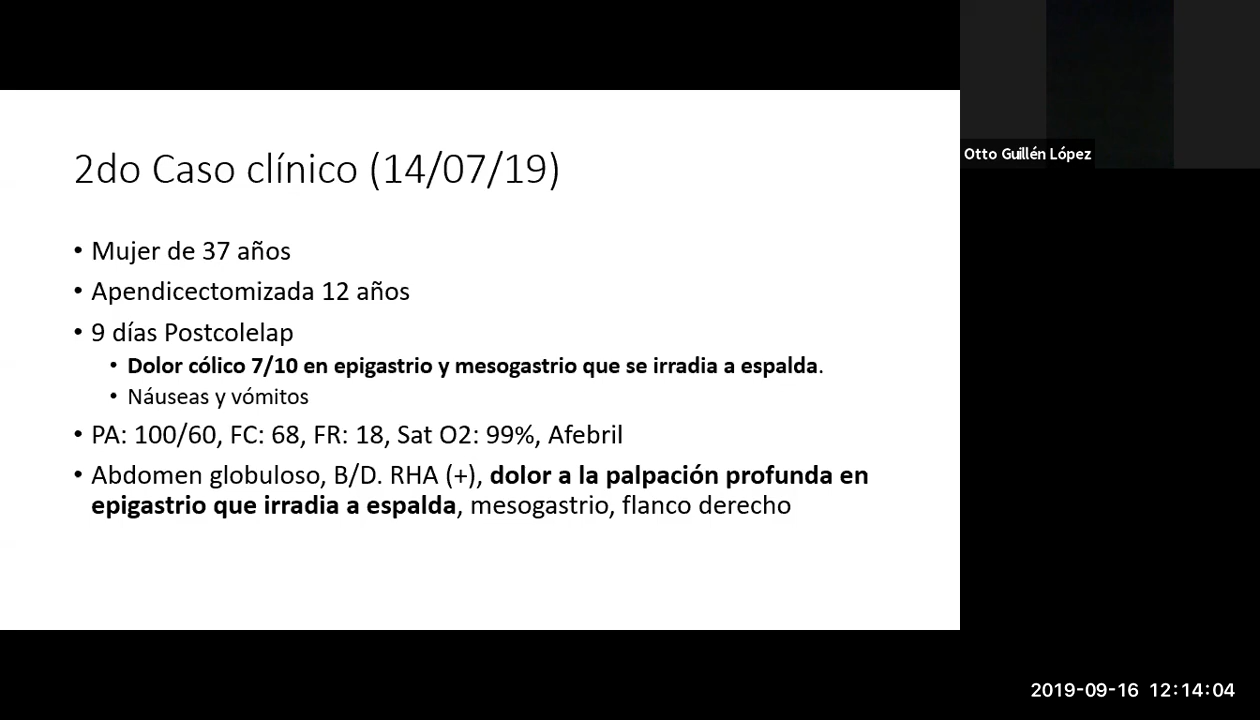 2do Caso clínico (14/07/19)
• Mujer de 37 años
• Apendicectomizada 12 años
• 9 días Postcolelap
• Dolor cólico 7/10 en epigastrio y mesogastrio que se irradia a espalda.
• Náuseas y vómitos
• PA: 100/60, FC: 68, FR: 18, Sat O2: 99%, Afebril
• Abdomen globuloso, B/D. RHA (+), dolor a la palpación profunda en
epigastrio que irradia a espalda, mesogastrio, flanco derecho
Otto Guillén López
2019-09-16 12:14:04